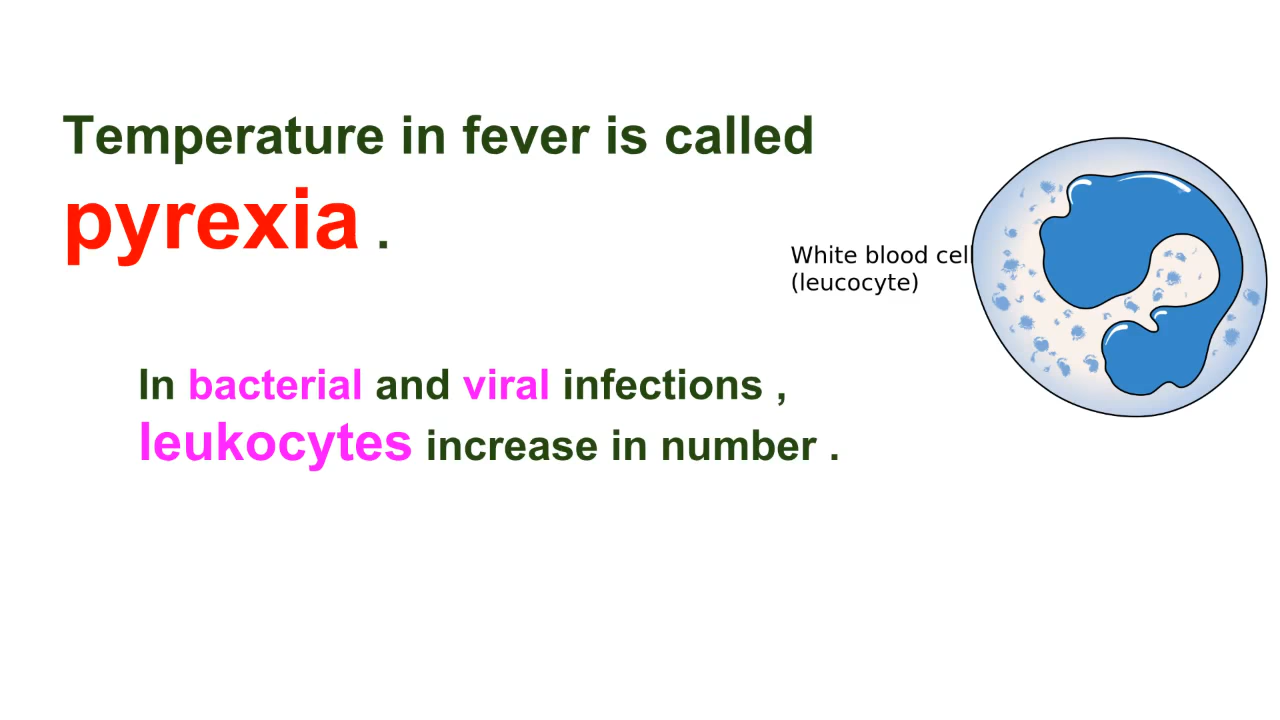 Temperature in fever is called
pyrexia .
White blood cell
(leucocyte)
In bacterial and viral infections ,
leukocytes increase in number .